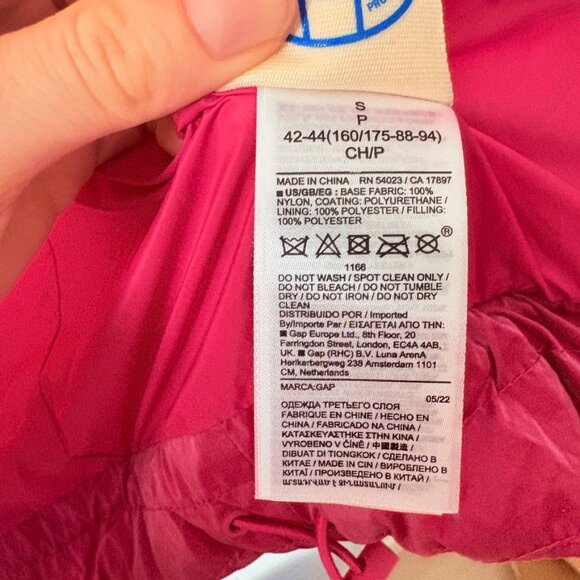 PRO
S
P
42-44(160/175-88-94)
CH/P
MADE IN CHINA RN 54023 / CA 17897
■ US/GB/EG : BASE FABRIC: 100%
NYLON, COATING: POLYURETHANE /
LINING: 100% POLYESTER / FILLING:
100% POLYESTER
®
1166
DO NOT WASH / SPOT CLEAN ONLY /
DO NOT BLEACH / DO NOT TUMBLE
DRY / DO NOT IRON / DO NOT DRY
CLEAN
DISTRIBUIDO POR / Imported
By/Importe Par / ΕΙΣΑΓΕΤΑΙ ΑΠΟ ΤΗΝ:
■ Gap Europe Ltd., 8th Floor, 20
Farringdon Street, London, EC4A 4AB,
UK. ■ Gap (RHC) B.V. Luna ArenA
Herikerbergweg 238 Amsterdam 1101
CM, Netherlands
MARCA:GAP
05/22
ОДЕЖДА ТРЕТЬЕГО СЛОЯ
FABRIQUE EN CHINE / HECHO EN
CHINA / FABRICADO NA CHINA /
ΚΑΤΑΣΚΕΥΑΣΤΗΚΕ ΣΤΗΝ ΚΙΝΑ /
VYROBENO V ČÍNĚ / 中國製造 /
DIBUAT DI TIONGKOK / СДЕЛАНО В
КИТАЕ / MADE IN CIN / ВИРОБЛЕНО В
КИТАЇ / ПРОИЗВЕДЕНО В КИТАЙ /